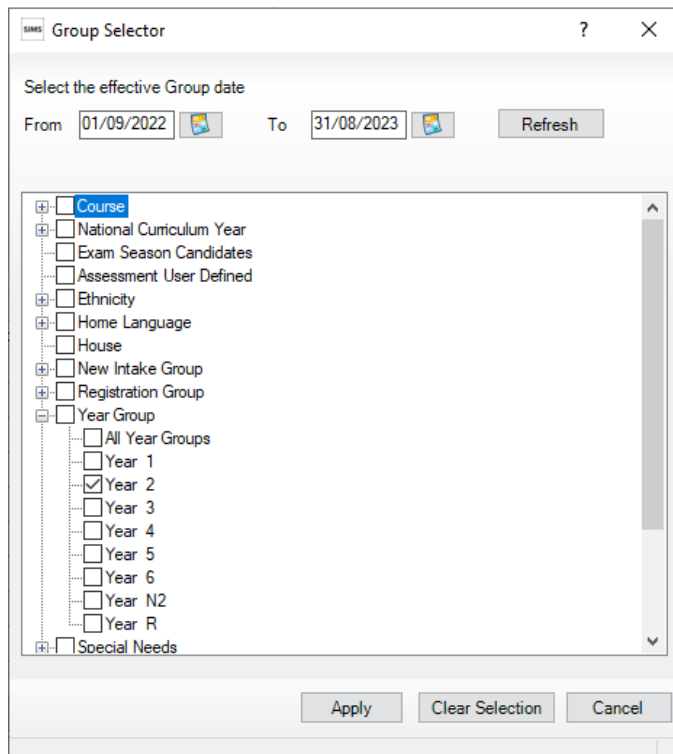 SIMS Group Selector ?
Select the effective Group date
From 01/09/2022 To 31/08/2023 Refresh
Course
National Curriculum Year
Exam Season Candidates
Assessment User Defined
Ethnicity
Home Language
House
New Intake Group
Registration Group
Year Group
All Year Groups
Year 1
Year 2
Year 3
Year 4
Year 5
Year 6
Year N2
Year R
Special Needs
Apply Clear Selection Cancel